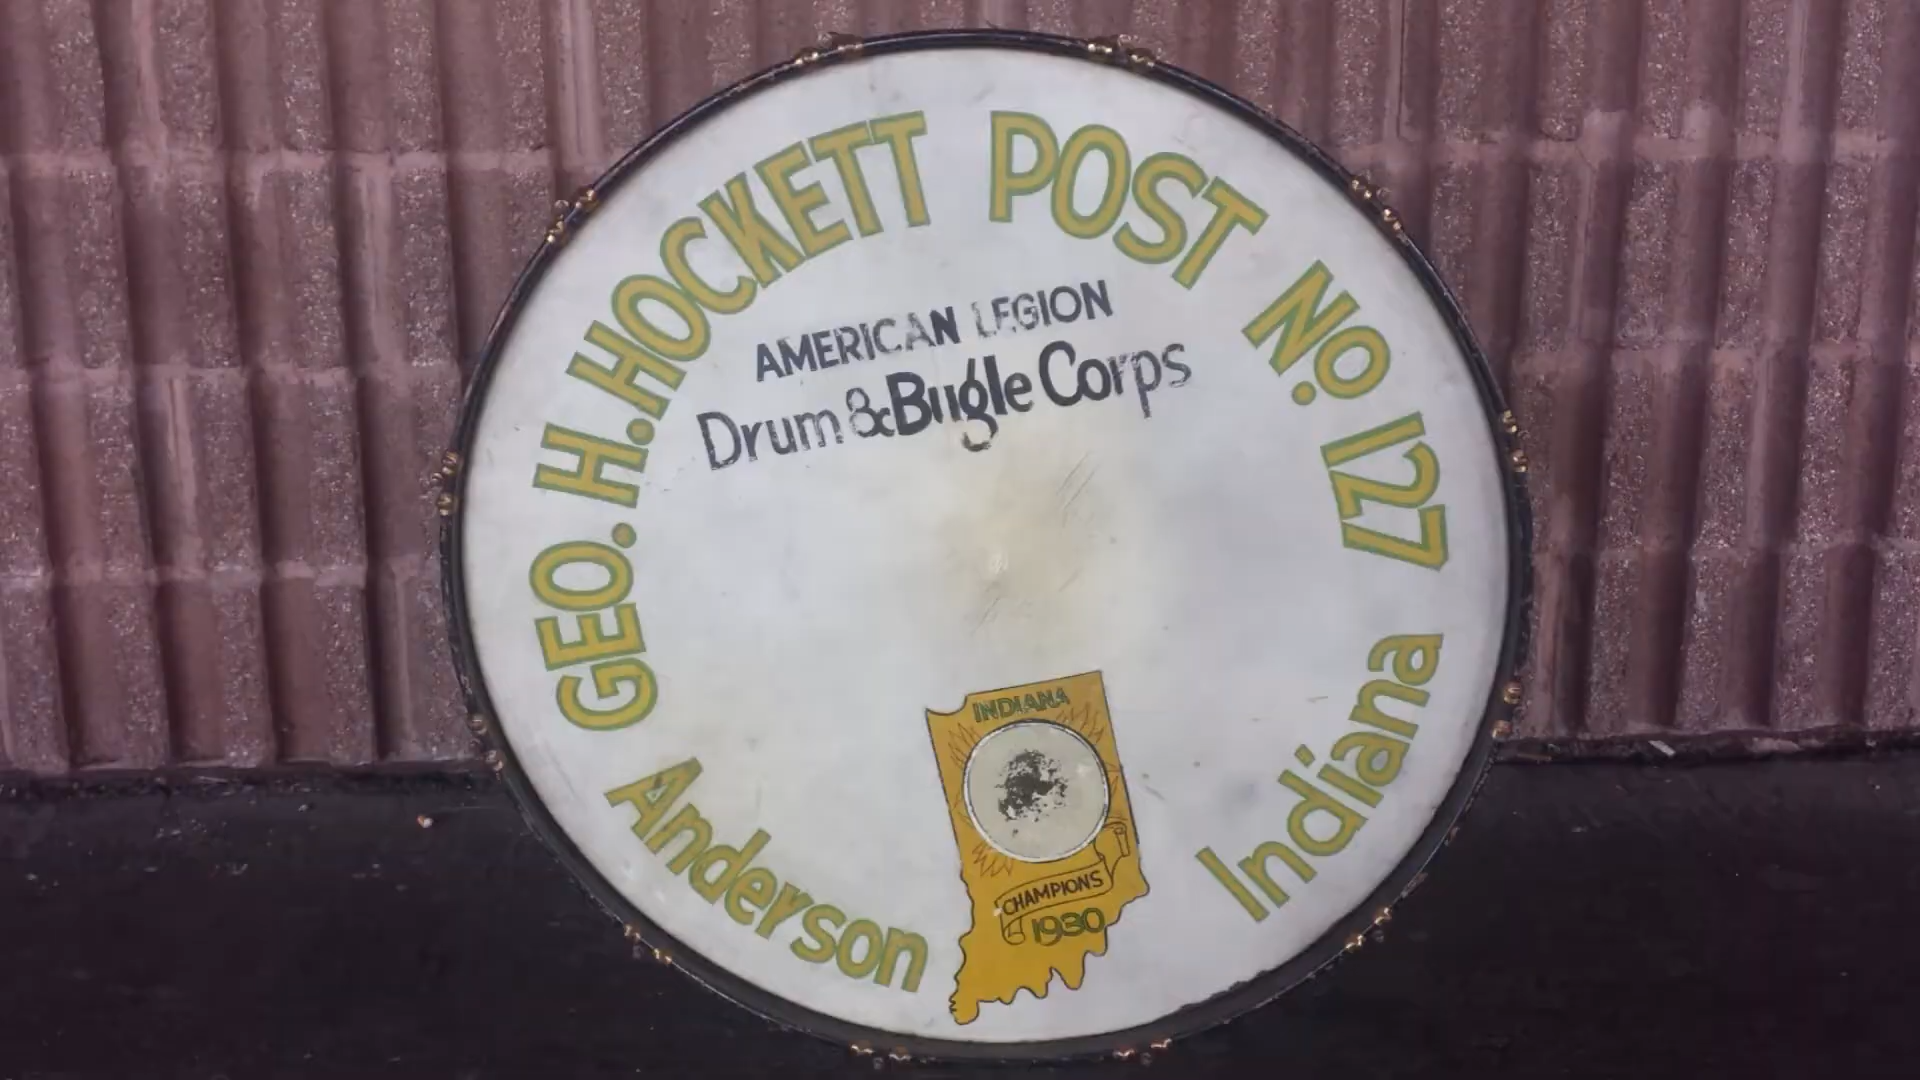 GEO. H. HOCKETT POST No. 127
AMERICAN LEGION
Drum & Bugle Corps
INDIANA
CHAMPIONS
1930
Anderson Indiana